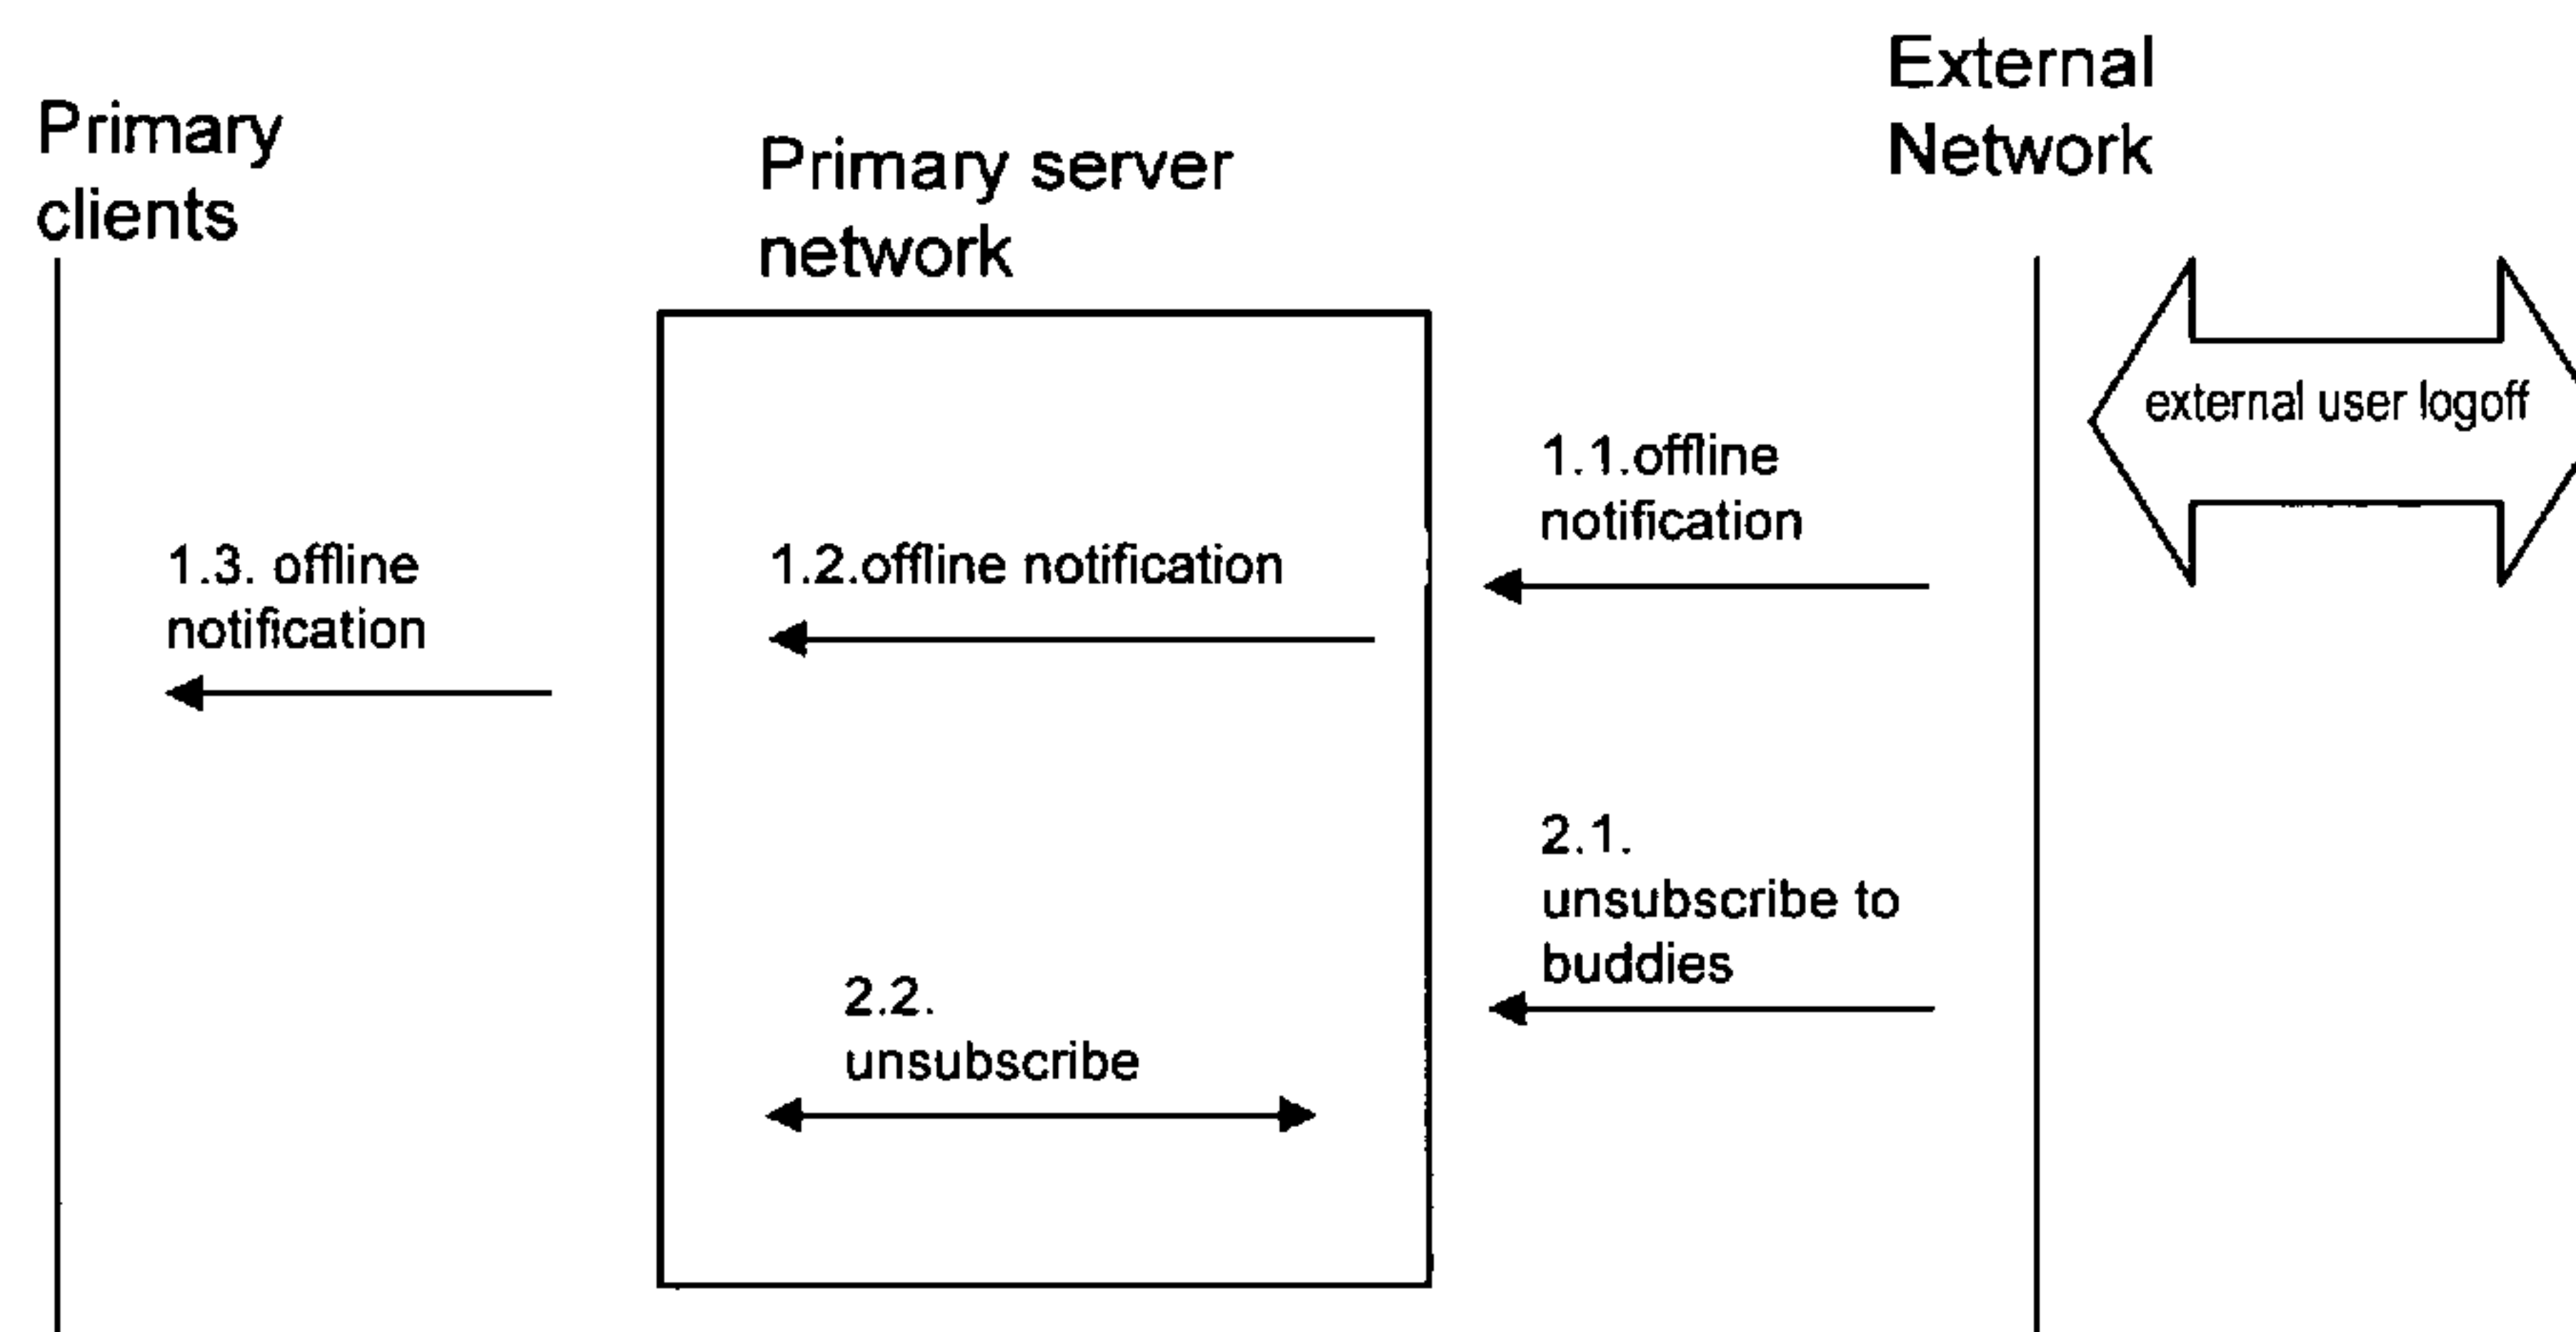 Primary
clients
Primary server
network
External
Network
external user logoff
1.1.offline
notification
1.2.offline notification
1.3. offline
notification
2.1.
unsubscribe to
buddies
2.2.
unsubscribe